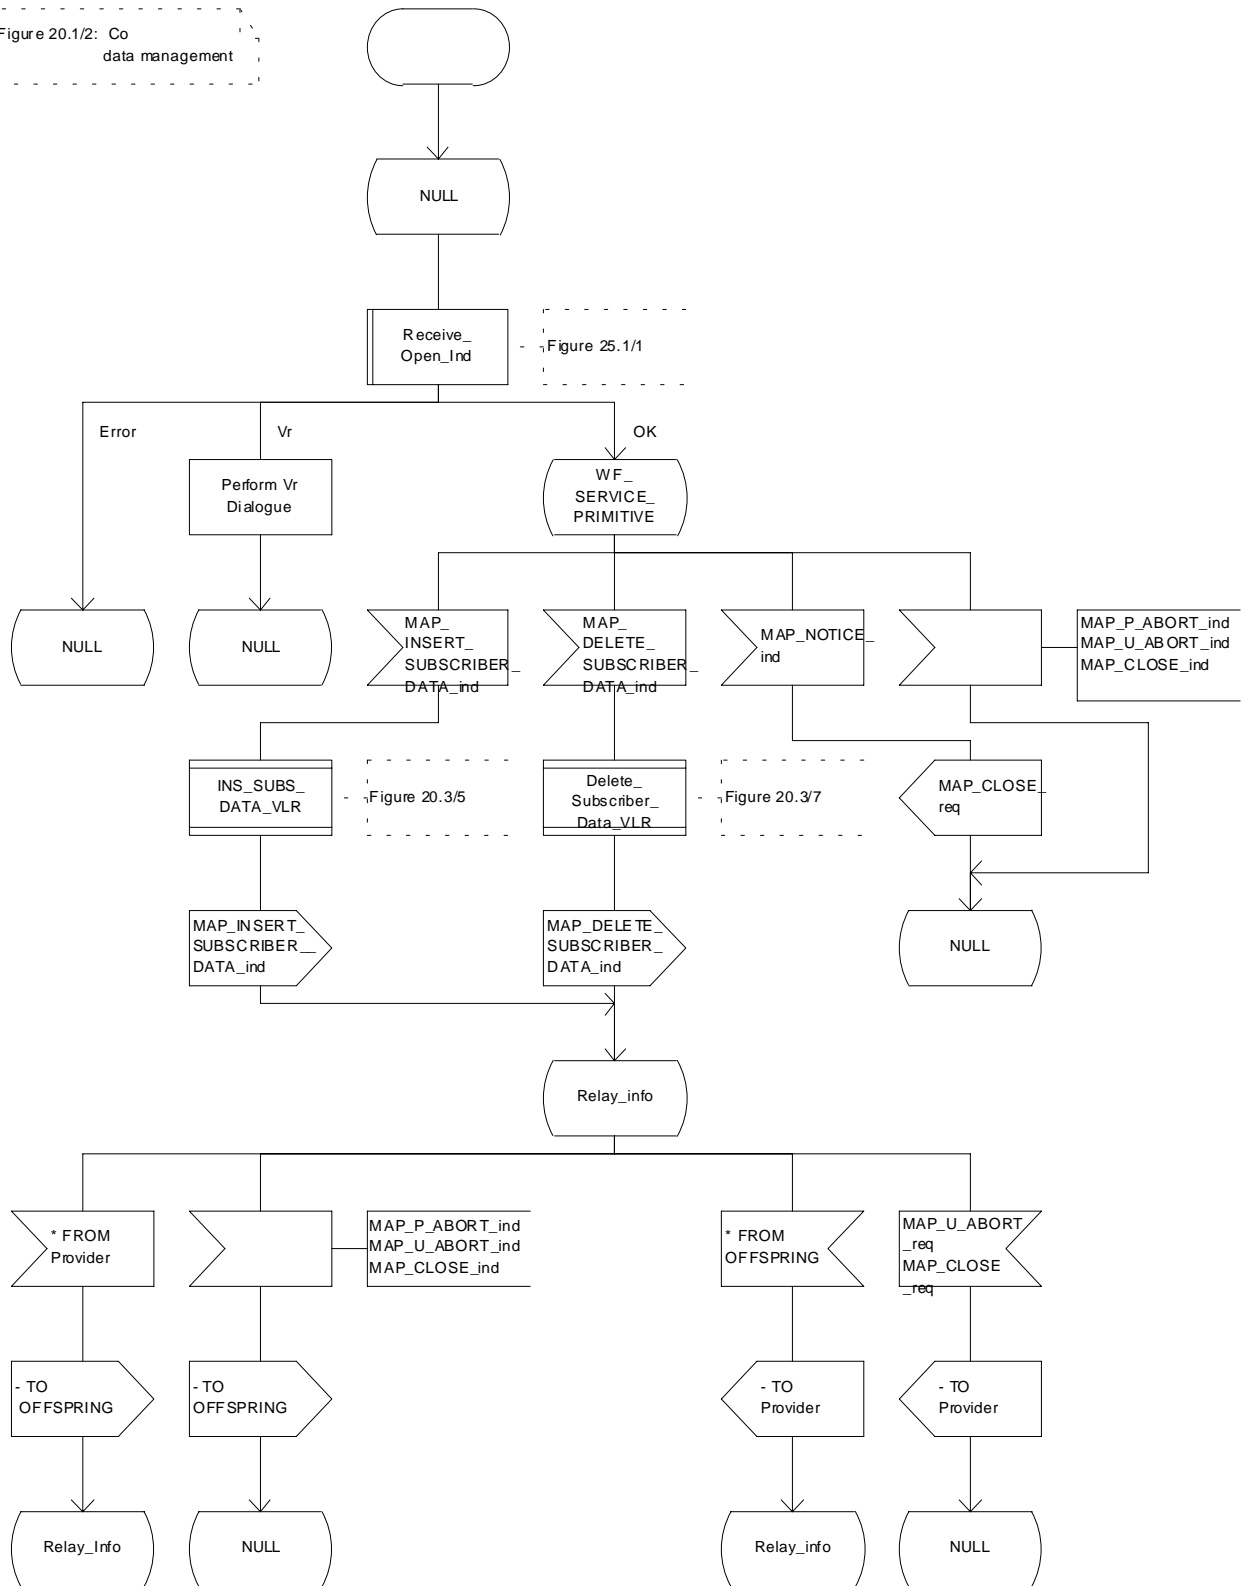 Figure 20.1/2: Co
data management
NULL
Receive_
Open_Ind
Figure 25.1/1
Error
Vr
OK
Perform Vr
Dialogue
WF_
SERVICE_
PRIMITIVE
NULL
NULL
MAP_
INSERT_
SUBSCRIBER_
DATA_ind
MAP_
DELETE_
SUBSCRIBER_
DATA_ind
MAP_NOTICE_
ind
MAP_P_ABORT_ind
MAP_U_ABORT_ind
MAP_CLOSE_ind
INS_SUBS_
DATA_VLR
Figure 20.3/5
Delete_
Subscriber_
Data_VLR
Figure 20.3/7
MAP_CLOSE_
req
MAP_INSERT_
SUBSCRIBER__
DATA_ind
MAP_DELETE_
SUBSCRIBER_
DATA_ind
NULL
Relay_info
* FROM
Provider
MAP_P_ABORT_ind
MAP_U_ABORT_ind
MAP_CLOSE_ind
* FROM
OFFSPRING
MAP_U_ABORT
_req
MAP_CLOSE
_req
- TO
OFFSPRING
- TO
OFFSPRING
- TO
Provider
- TO
Provider
Relay_Info
NULL
Relay_info
NULL